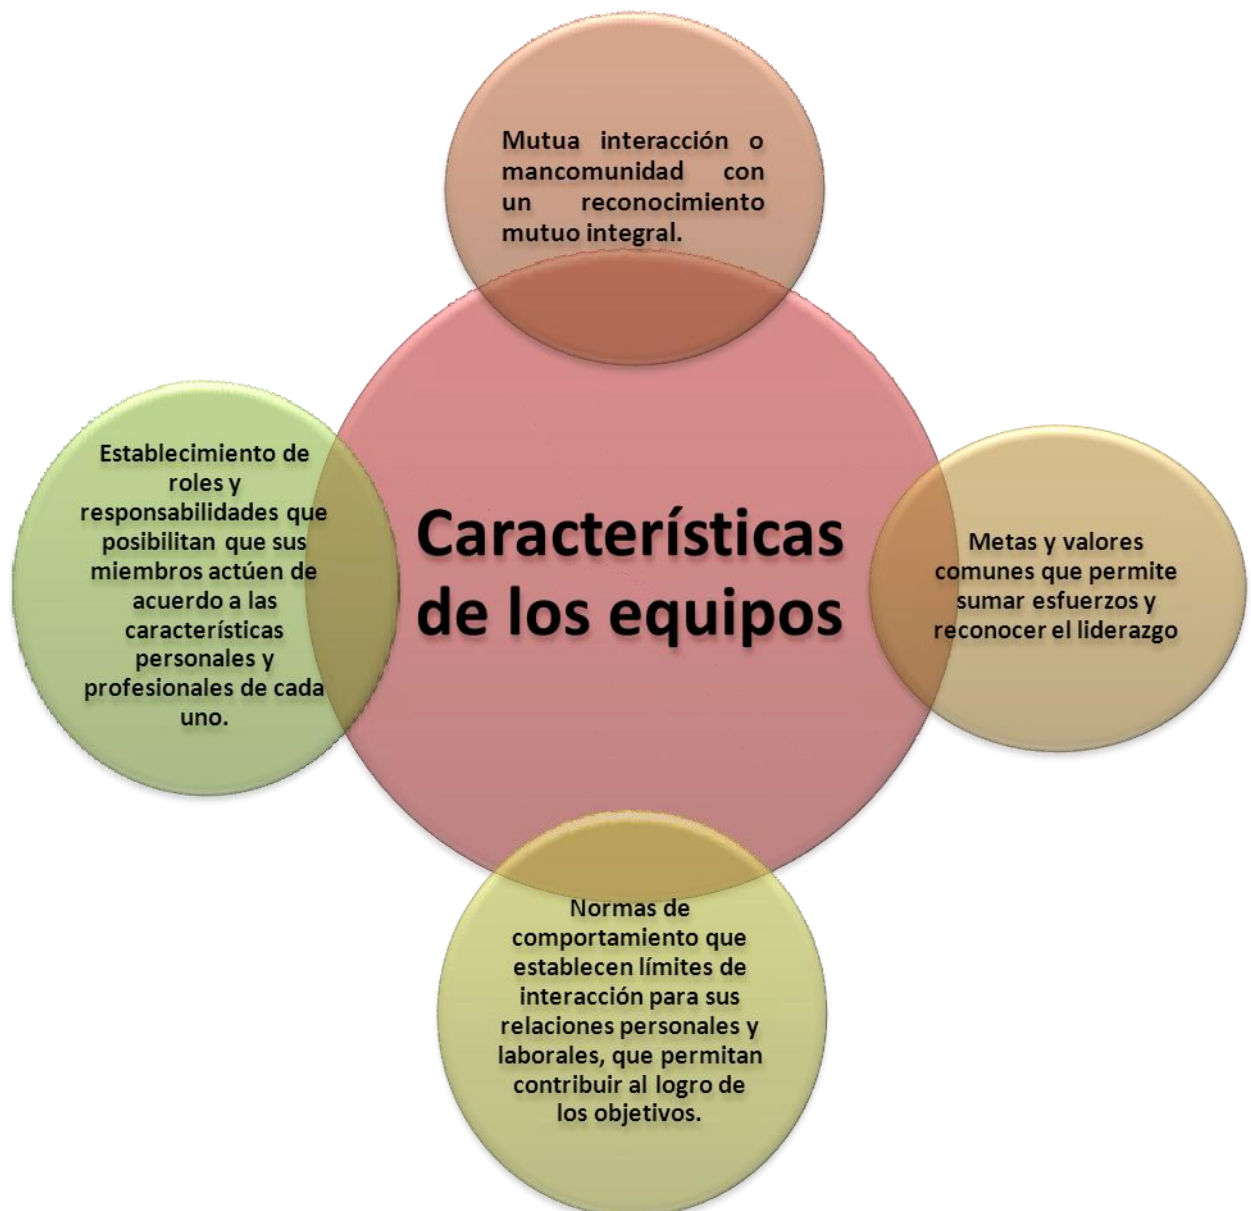 Mutua interacción o
mancomunidad con
un reconocimiento
mutuo integral.
Establecimiento de
roles y
responsabilidades que
posibilitan que sus
miembros actúen de
acuerdo a las
características
personales y
profesionales de cada
uno.
Características
de los equipos
Metas y valores
comunes que permite
sumar esfuerzos y
reconocer el liderazgo
Normas de
comportamiento que
establecen límites de
interacción para sus
relaciones personales y
laborales, que permitan
contribuir al logro de
los objetivos.